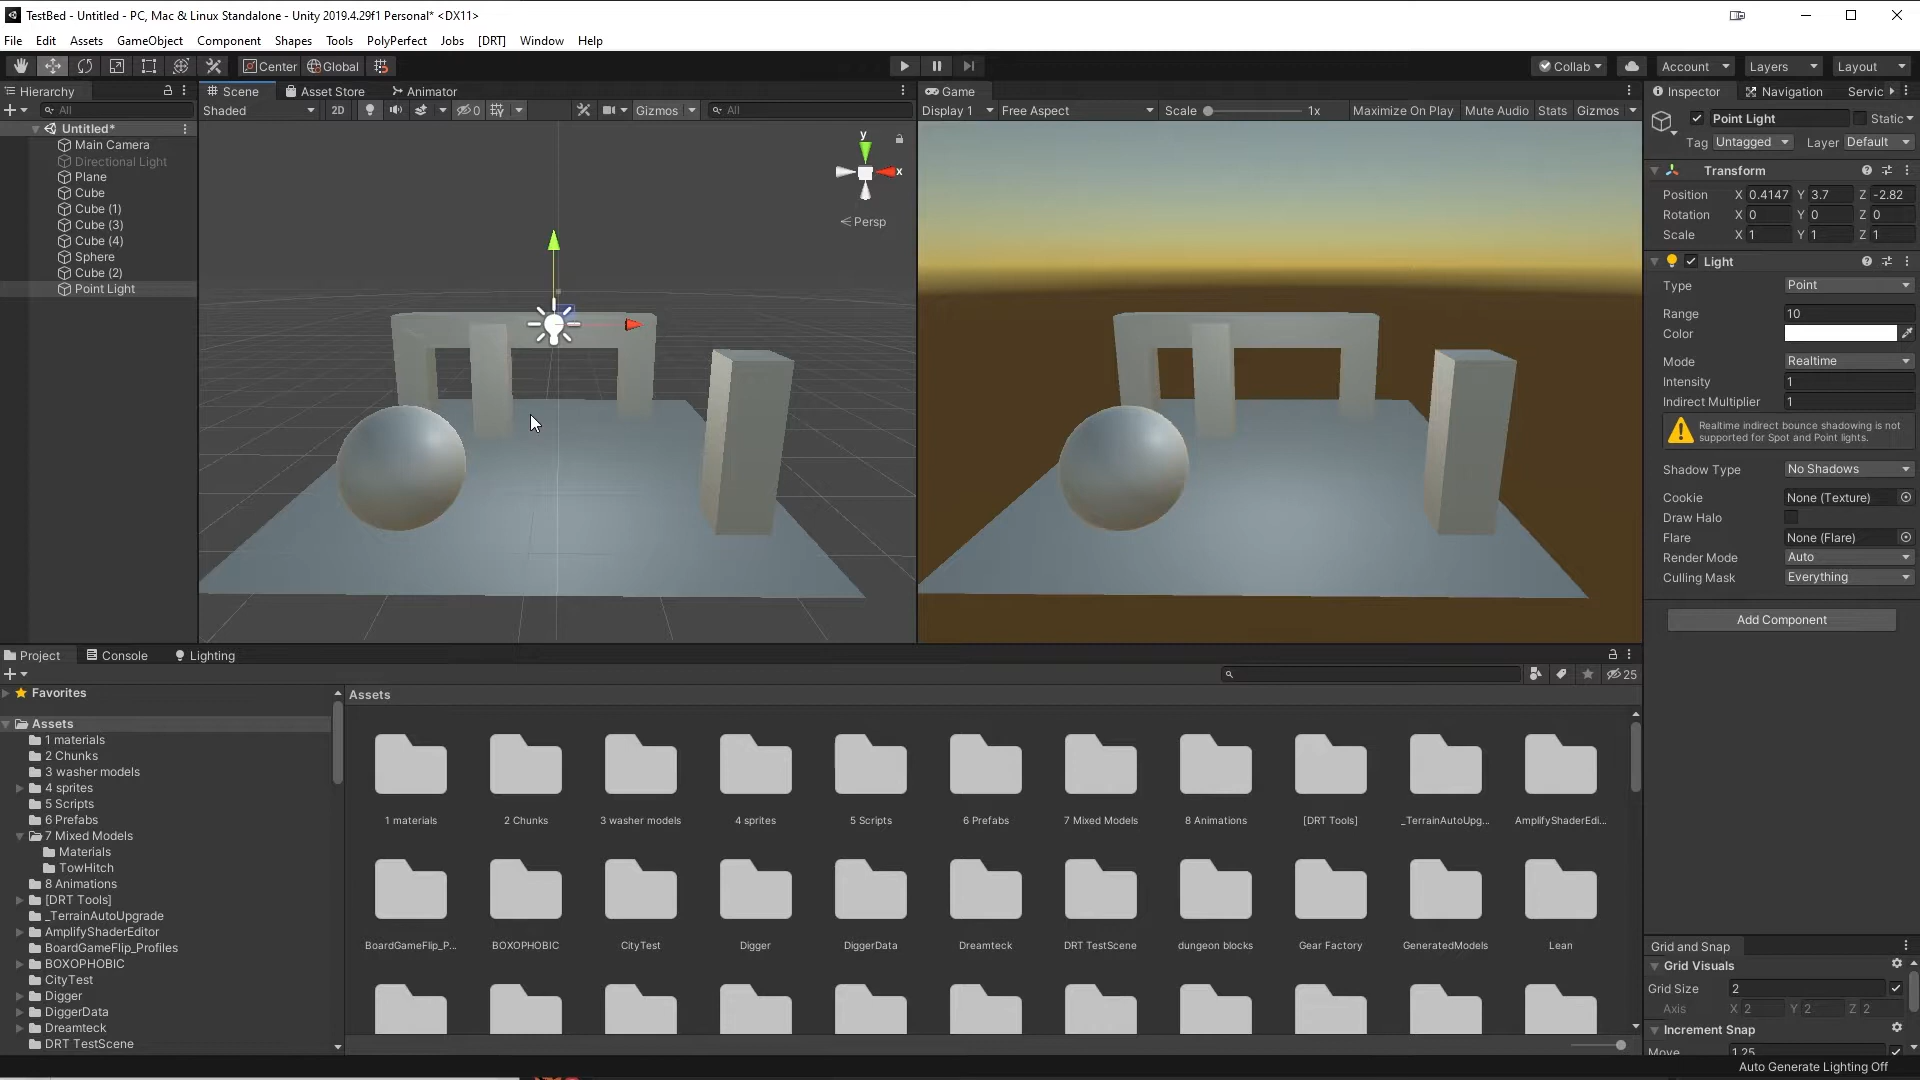 TestBed - Untitled - PC, Mac & Linux Standalone - Unity 2019.4.29f1 Personal* <DX11>
File Edit Assets GameObject Component Shapes Tools PolyPerfect Jobs [DRT] Window Help
Center Global Collab Account Layers Layout
Hierarchy
All
Untitled*
Main Camera
Directional Light
Plane
Cube
Cube (1)
Cube (3)
Cube (4)
Sphere
Cube (2)
Point Light
Scene Asset Store Animator
Shaded 2D 0 Gizmos All
y
x
Persp
Game
Display 1 Free Aspect Scale 1x Maximize On Play Mute Audio Stats Gizmos
Inspector Navigation Servic
Point Light Static
Tag Untagged Layer Default
Transform
Position X 0.4147 Y 3.7 Z -2.82
Rotation X 0 Y 0 Z 0
Scale X 1 Y 1 Z 1
Light
Type Point
Range 10
Color
Mode Realtime
Intensity 1
Indirect Multiplier 1
Realtime indirect bounce shadowing is not
supported for Spot and Point lights.
Shadow Type No Shadows
Cookie None (Texture)
Draw Halo
Flare None (Flare)
Render Mode Auto
Culling Mask Everything
Add Component
Project Console Lighting
25
Favorites
Assets
1 materials
2 Chunks
3 washer models
4 sprites
5 Scripts
6 Prefabs
7 Mixed Models
Materials
TowHitch
8 Animations
[DRT Tools]
_TerrainAutoUpgrade
AmplifyShaderEditor
BoardGameFlip_Profiles
BOXOPHOBIC
CityTest
Digger
DiggerData
Dreamteck
DRT TestScene
Assets
1 materials 2 Chunks 3 washer models 4 sprites 5 Scripts 6 Prefabs 7 Mixed Models 8 Animations [DRT Tools] _TerrainAutoUpg... AmplifyShaderEdi...
BoardGameFlip_P... BOXOPHOBIC CityTest Digger DiggerData Dreamteck DRT TestScene dungeon blocks Gear Factory GeneratedModels Lean
Grid and Snap
Grid Visuals
Grid Size 2
Axis X 2 Y 2 Z 2
Increment Snap
Move 1.25
Auto Generate Lighting Off